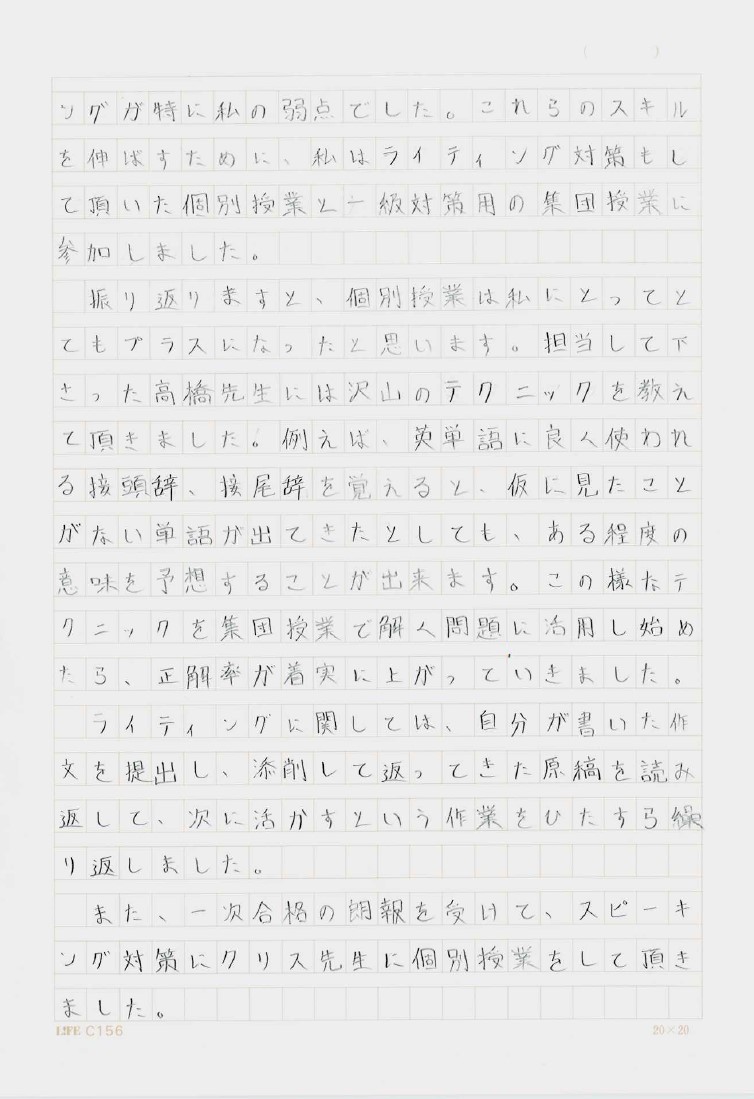 (　　)
ングが特に私の弱点でした。これらのスキル
を伸ばすために、私はライティング対策もし
て頂いた個別授業と一級対策用の集団授業に
参加しました。
　振り返りますと、個別授業は私にとってと
てもプラスになったと思います。担当して下
さった高橋先生には沢山のテクニックを教え
て頂きました。例えば、英単語に良く使われ
る接頭辞、接尾辞を覚えると、仮に見たこと
がない単語が出てきたとしても、ある程度の
意味を予想することが出来ます。この様なテ
クニックを集団授業で解く問題に活用し始め
たら、正解率が着実に上がっていきました。
　ライティングに関しては、自分が書いた作
文を提出し、添削して返ってきた原稿を読み
返して、次に活かすという作業をひたすら繰
り返しました。
　また、一次合格の朗報を受けて、スピーキ
ング対策にクリス先生に個別授業をして頂き
ました。
LIFE C156　20×20